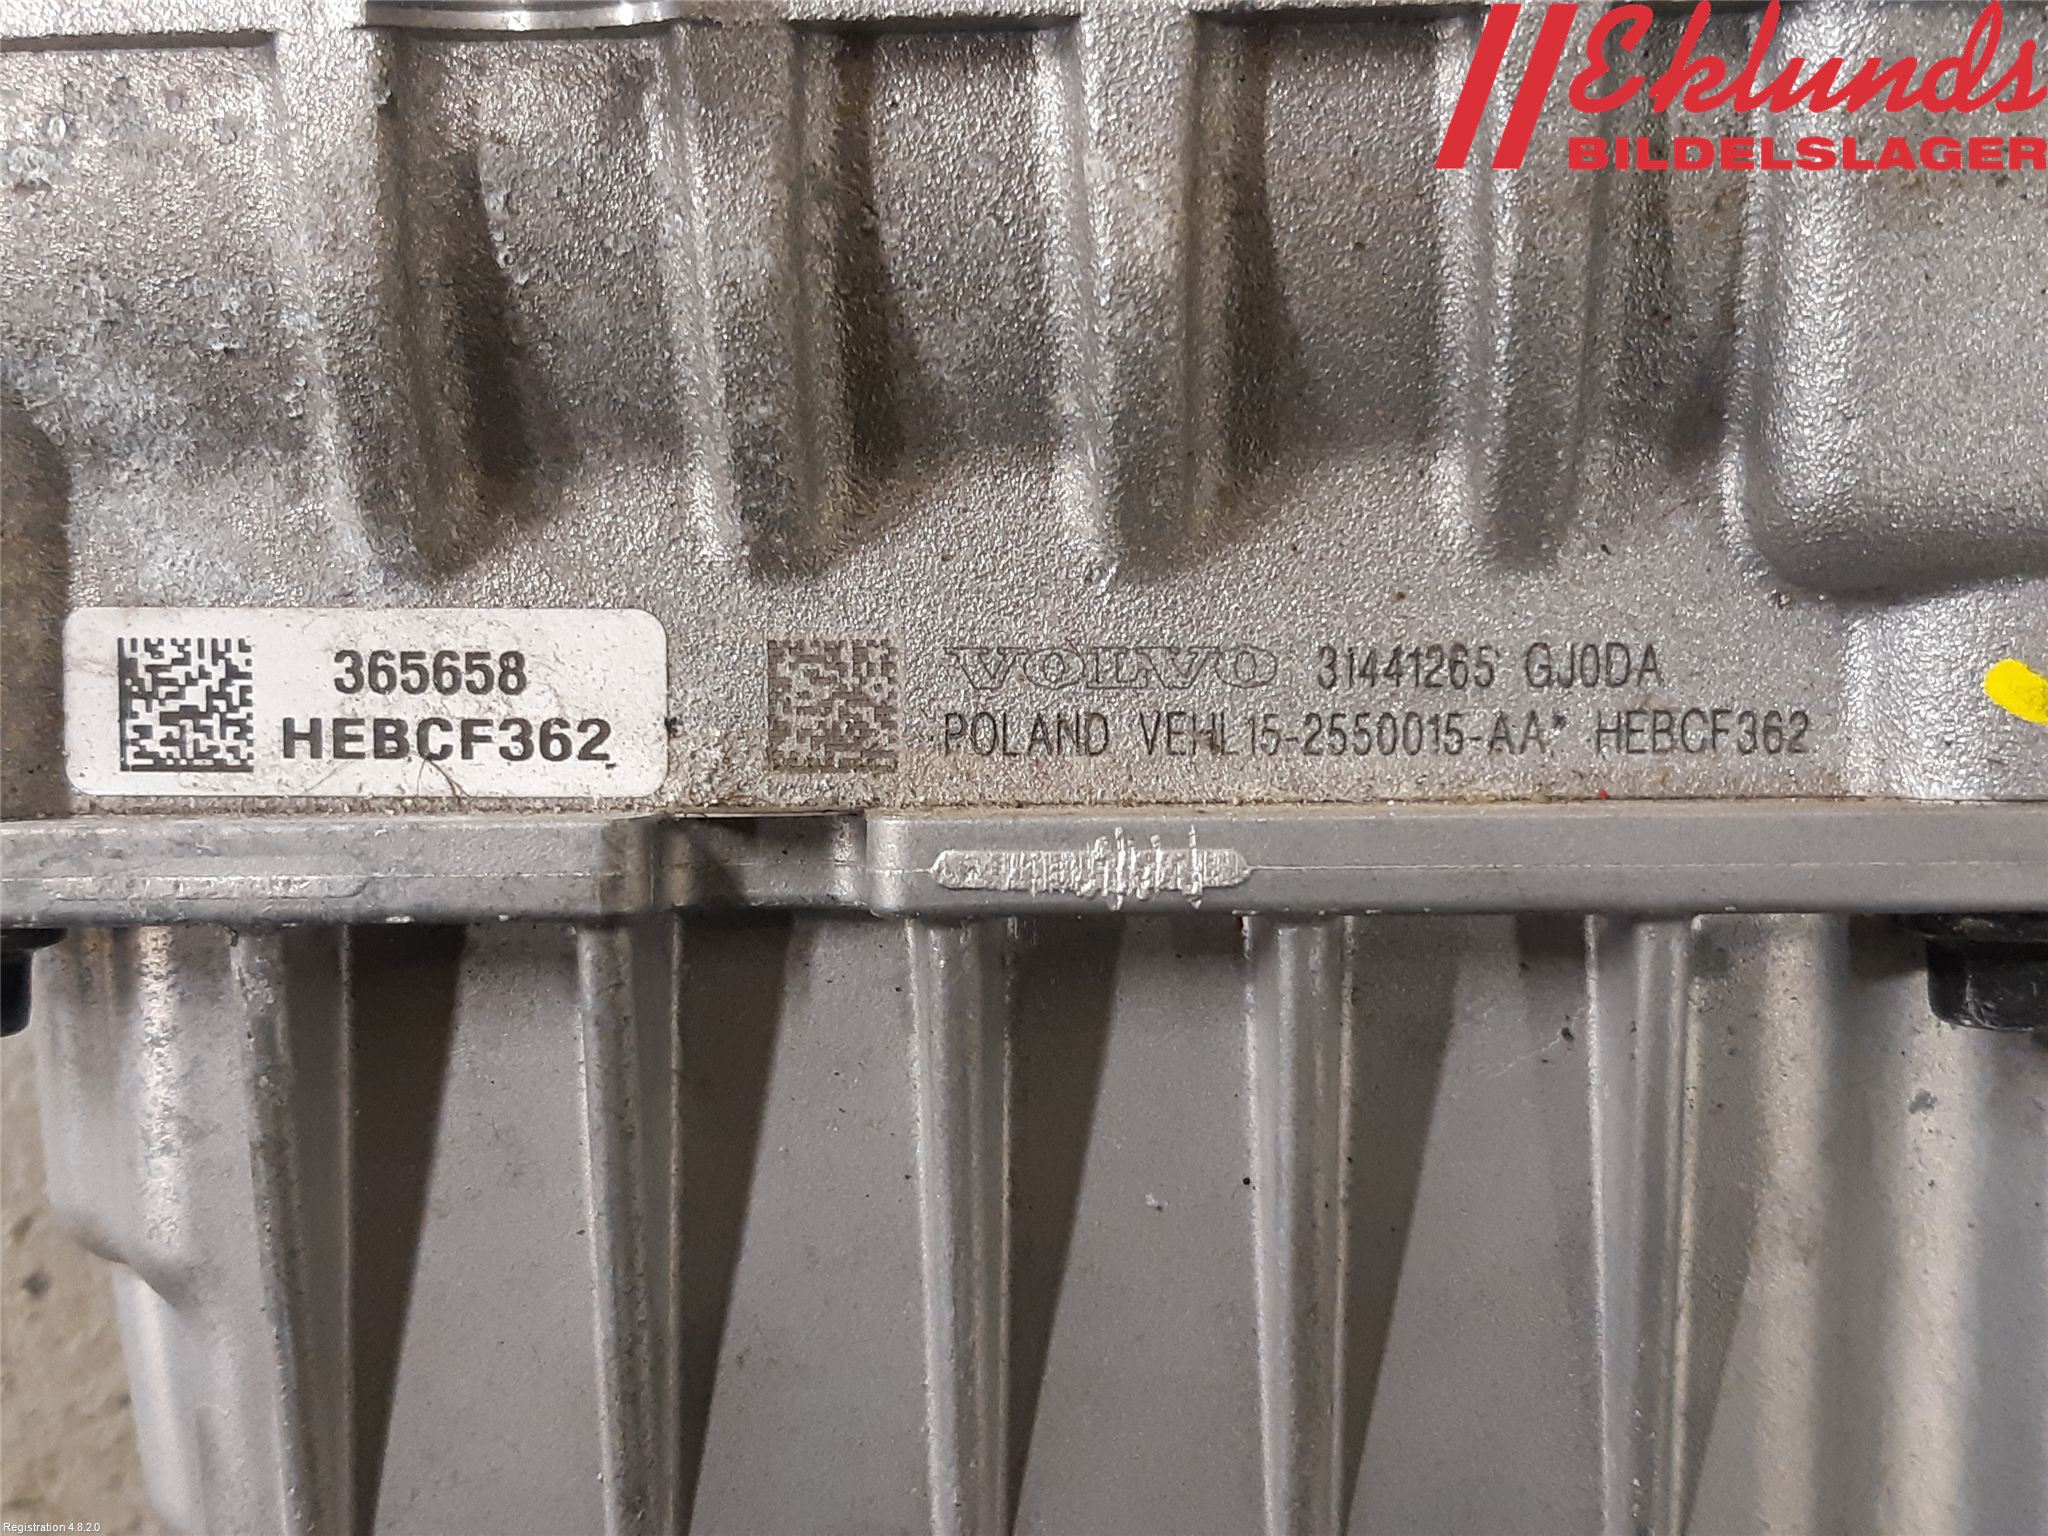 Eklunds
BILDELSLAGER
365658
HEBCF362
VOLVO 31441265 GJ0DA
POLAND VEHL15-2550015-AA* HEBCF362
Registration 4.8.2.0